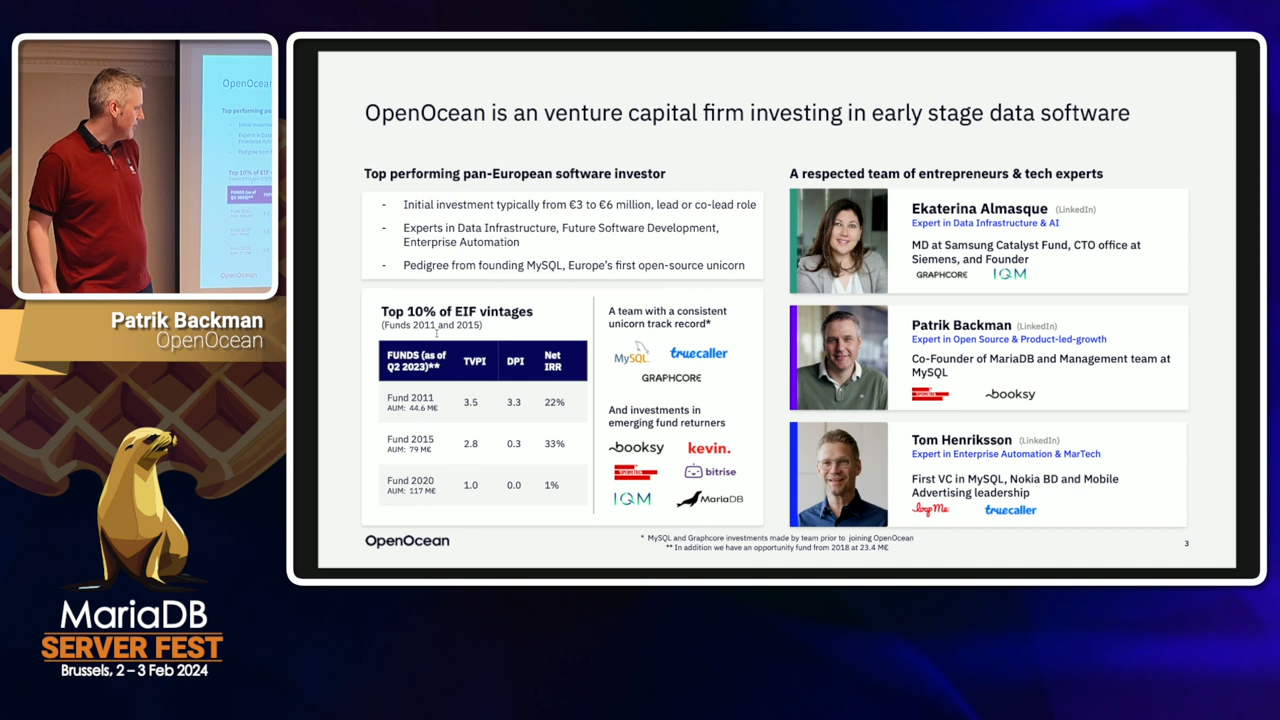 OpenOcean
Top performing
Patrik Backman
OpenOcean
MariaDB
SERVER FEST
Brussels, 2 – 3 Feb 2024
OpenOcean is an venture capital firm investing in early stage data software
Top performing pan-European software investor
- Initial investment typically from €3 to €6 million, lead or co-lead role
- Experts in Data Infrastructure, Future Software Development,
Enterprise Automation
- Pedigree from founding MySQL, Europe's first open-source unicorn
Top 10% of EIF vintages
(Funds 2011 and 2015)
FUNDS (as of
Q2 2023)** TVPI DPI Net
IRR
Fund 2011
AUM: 44.6 M€ 3.5 3.3 22%
Fund 2015
AUM: 79 M€ 2.8 0.3 33%
Fund 2020
AUM: 117 M€ 1.0 0.0 1%
A team with a consistent
unicorn track record*
MySQL truecaller
GRAPHCORE
And investments in
emerging fund returners
booksy kevin.
bitrise
IQM MariaDB
A respected team of entrepreneurs & tech experts
Ekaterina Almasque (LinkedIn)
Expert in Data Infrastructure & AI
MD at Samsung Catalyst Fund, CTO office at
Siemens, and Founder
GRAPHCORE IQM
Patrik Backman (LinkedIn)
Expert in Open Source & Product-led-growth
Co-Founder of MariaDB and Management team at
MySQL
booksy
Tom Henriksson (LinkedIn)
Expert in Enterprise Automation & MarTech
First VC in MySQL, Nokia BD and Mobile
Advertising leadership
LoopMe truecaller
OpenOcean
* MySQL and Graphcore investments made by team prior to joining OpenOcean
** In addition we have an opportunity fund from 2018 at 23.4 M€
3